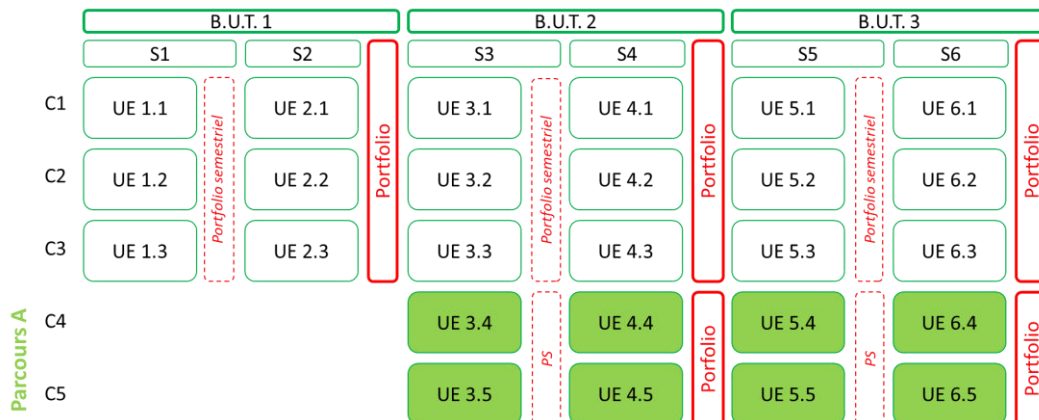 B.U.T. 1 B.U.T. 2 B.U.T. 3
S1 S2 S3 S4 S5 S6
C1 UE 1.1 UE 2.1 UE 3.1 UE 4.1 UE 5.1 UE 6.1
C2 UE 1.2 UE 2.2 UE 3.2 UE 4.2 UE 5.2 UE 6.2
C3 UE 1.3 UE 2.3 UE 3.3 UE 4.3 UE 5.3 UE 6.3
Portfolio semestriel
Portfolio
Portfolio semestriel
Portfolio
Portfolio semestriel
Portfolio
Parcours A
C4 UE 3.4 UE 4.4 UE 5.4 UE 6.4
C5 UE 3.5 UE 4.5 UE 5.5 UE 6.5
PS
Portfolio
PS
Portfolio